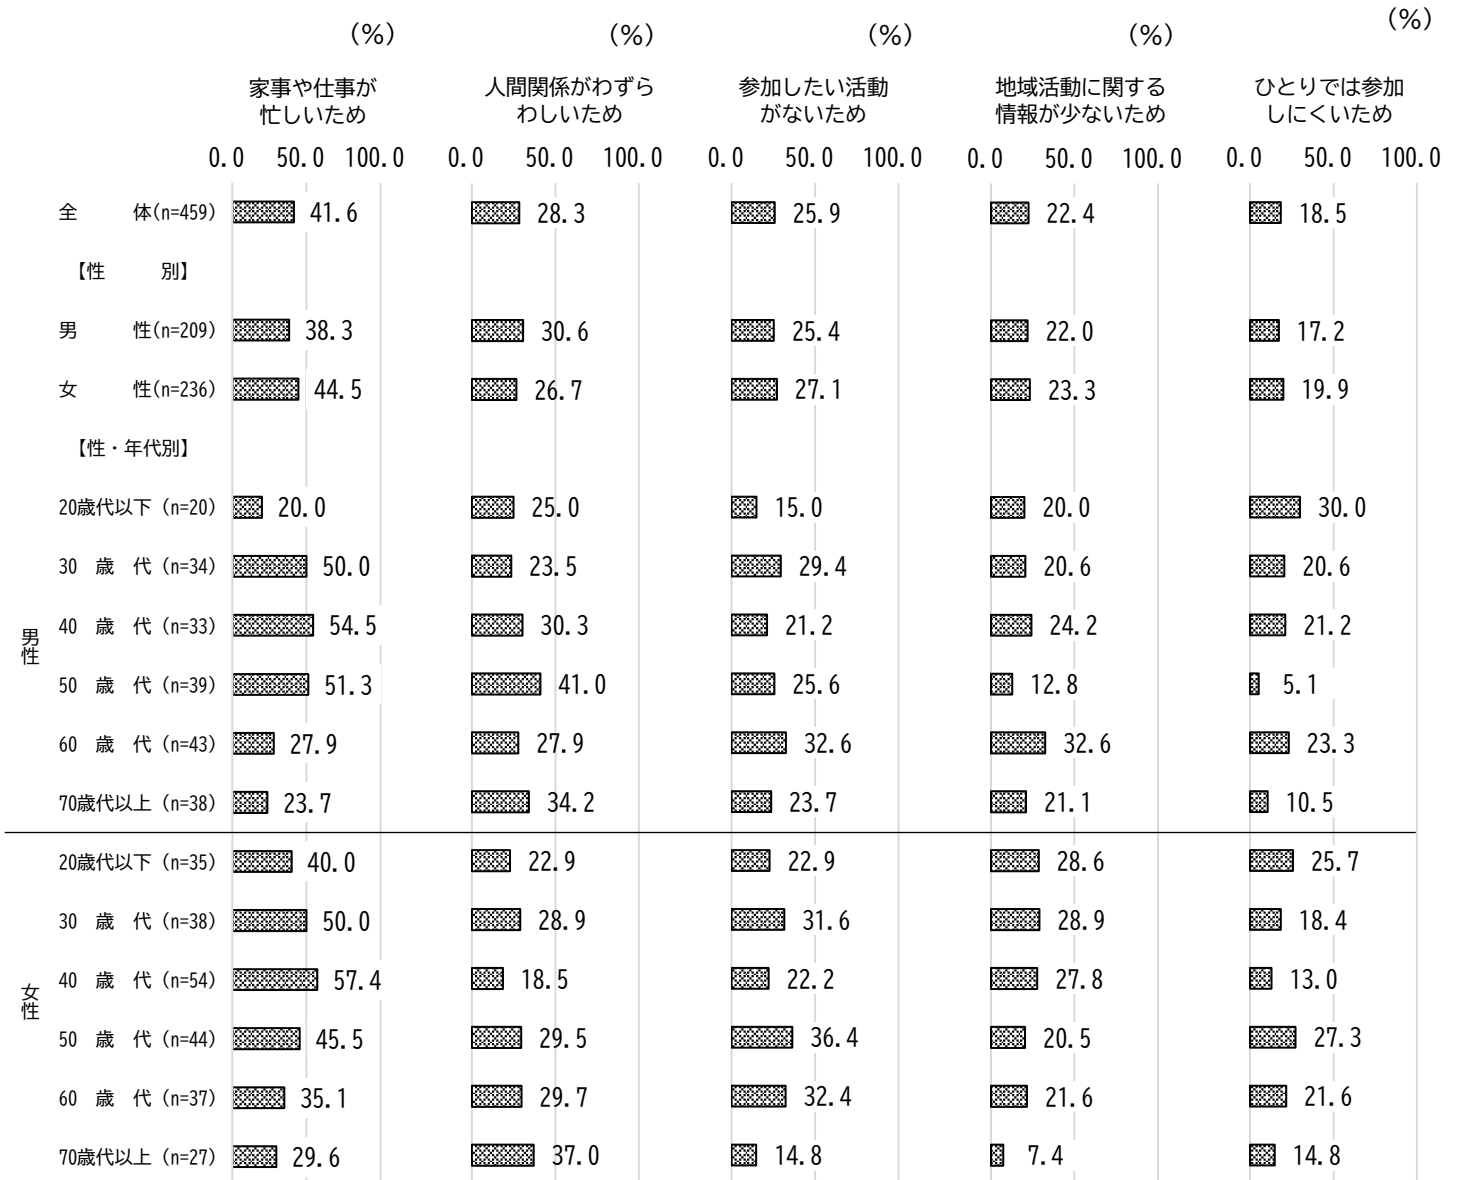 (%) (%) (%) (%) (%)
家事や仕事が 人間関係がわずら 参加したい活動 地域活動に関する ひとりでは参加
忙しいため わしいため がないため 情報が少ないため しにくいため
0.0 50.0 100.0 0.0 50.0 100.0 0.0 50.0 100.0 0.0 50.0 100.0 0.0 50.0 100.0
全　　　体(n=459) 41.6 28.3 25.9 22.4 18.5
【性　　　別】
男　　　性(n=209) 38.3 30.6 25.4 22.0 17.2
女　　　性(n=236) 44.5 26.7 27.1 23.3 19.9
【性・年代別】
男性
20歳代以下 (n=20) 20.0 25.0 15.0 20.0 30.0
30　歳　代 (n=34) 50.0 23.5 29.4 20.6 20.6
40　歳　代 (n=33) 54.5 30.3 21.2 24.2 21.2
50　歳　代 (n=39) 51.3 41.0 25.6 12.8 5.1
60　歳　代 (n=43) 27.9 27.9 32.6 32.6 23.3
70歳代以上 (n=38) 23.7 34.2 23.7 21.1 10.5
女性
20歳代以下 (n=35) 40.0 22.9 22.9 28.6 25.7
30　歳　代 (n=38) 50.0 28.9 31.6 28.9 18.4
40　歳　代 (n=54) 57.4 18.5 22.2 27.8 13.0
50　歳　代 (n=44) 45.5 29.5 36.4 20.5 27.3
60　歳　代 (n=37) 35.1 29.7 32.4 21.6 21.6
70歳代以上 (n=27) 29.6 37.0 14.8 7.4 14.8